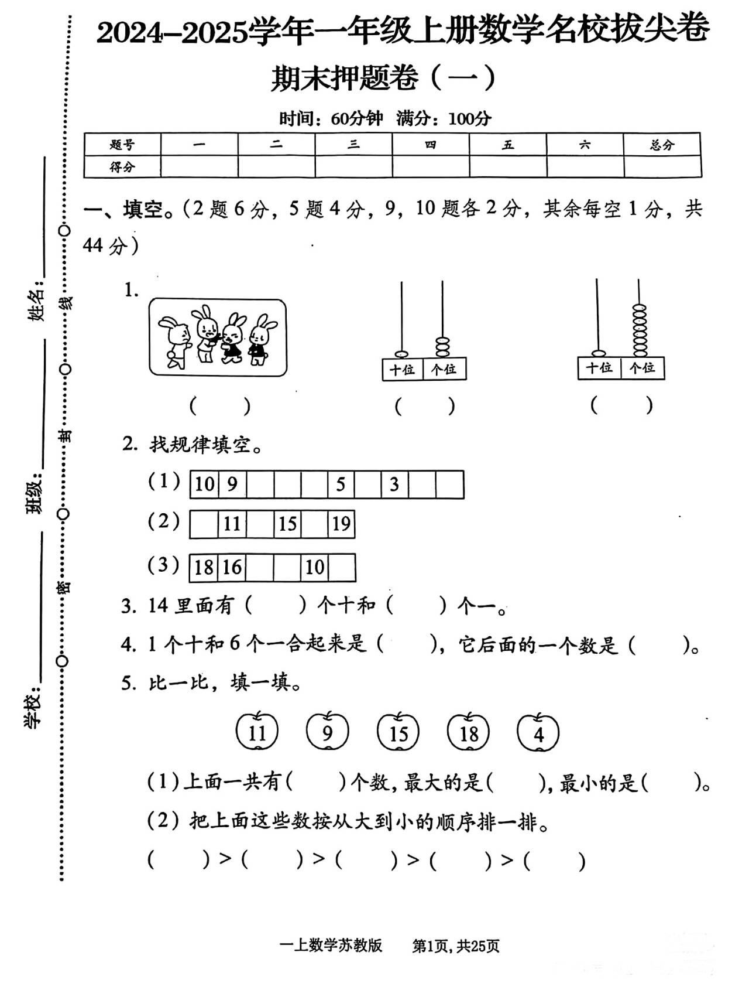 2024–2025学年一年级上册数学名校拔尖卷
期末押题卷（一）
时间：60分钟 满分：100分
题号 一 二 三 四 五 六 总分
得分
一、填空。（2题6分，5题4分，9，10题各2分，其余每空1分，共
44分）
1.
十位 个位 十位 个位
（ ） （ ） （ ）
2. 找规律填空。
（1） 10 9 5 3
（2） 11 15 19
（3） 18 16 10
3. 14里面有（ ）个十和（ ）个一。
4. 1个十和6个一合起来是（ ），它后面的一个数是（ ）。
5. 比一比，填一填。
11 9 15 18 4
（1）上面一共有（ ）个数，最大的是（ ），最小的是（ ）。
（2）把上面这些数按从大到小的顺序排一排。
（ ）＞（ ）＞（ ）＞（ ）＞（ ）
一上数学苏教版 第1页，共25页
学校： 班级： 姓名：
密 封 线